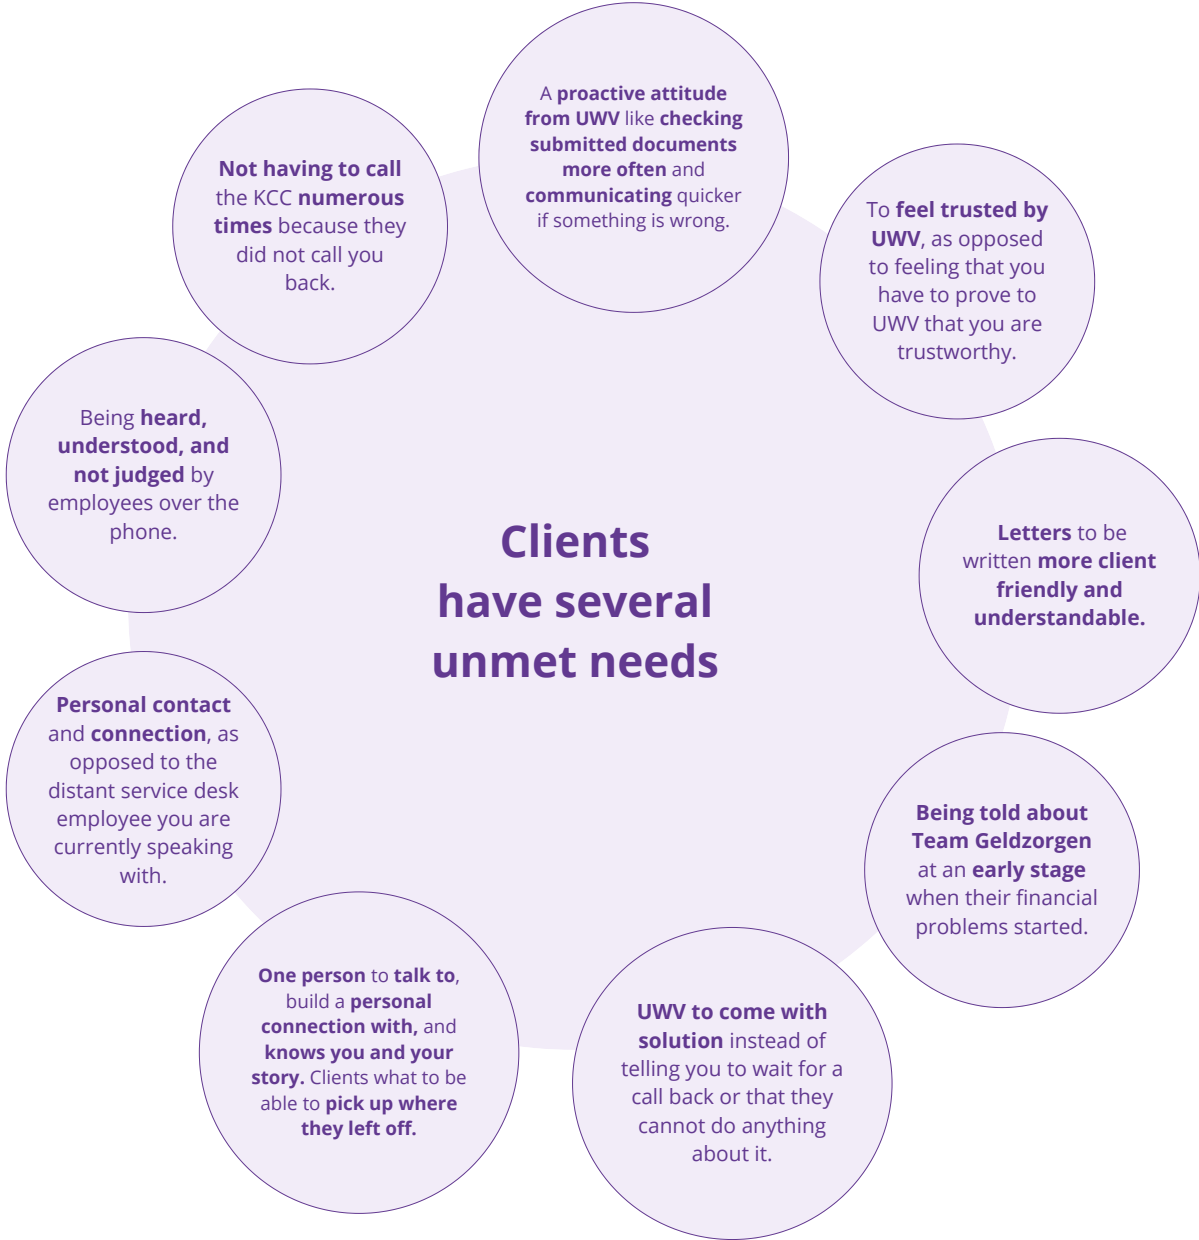 A proactive attitude
from UWV like checking
submitted documents
more often and
communicating quicker
if something is wrong.
To feel trusted by
UWV, as opposed
to feeling that you
have to prove to
UWV that you are
trustworthy.
Letters to be
written more client
friendly and
understandable.
Being told about
Team Geldzorgen
at an early stage
when their financial
problems started.
UWV to come with
solution instead of
telling you to wait for a
call back or that they
cannot do anything
about it.
One person to talk to,
build a personal
connection with, and
knows you and your
story. Clients what to be
able to pick up where
they left off.
Personal contact
and connection, as
opposed to the
distant service desk
employee you are
currently speaking
with.
Being heard,
understood, and
not judged by
employees over the
phone.
Not having to call
the KCC numerous
times because they
did not call you
back.
Clients
have several
unmet needs